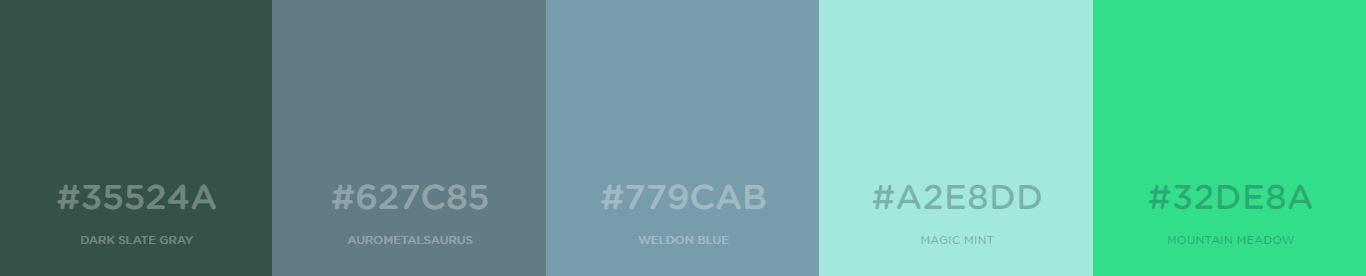 #35524A
DARK SLATE GRAY
#627C85
AUROMETALSAURUS
#779CAB
WELDON BLUE
#A2E8DD
MAGIC MINT
#32DE8A
MOUNTAIN MEADOW